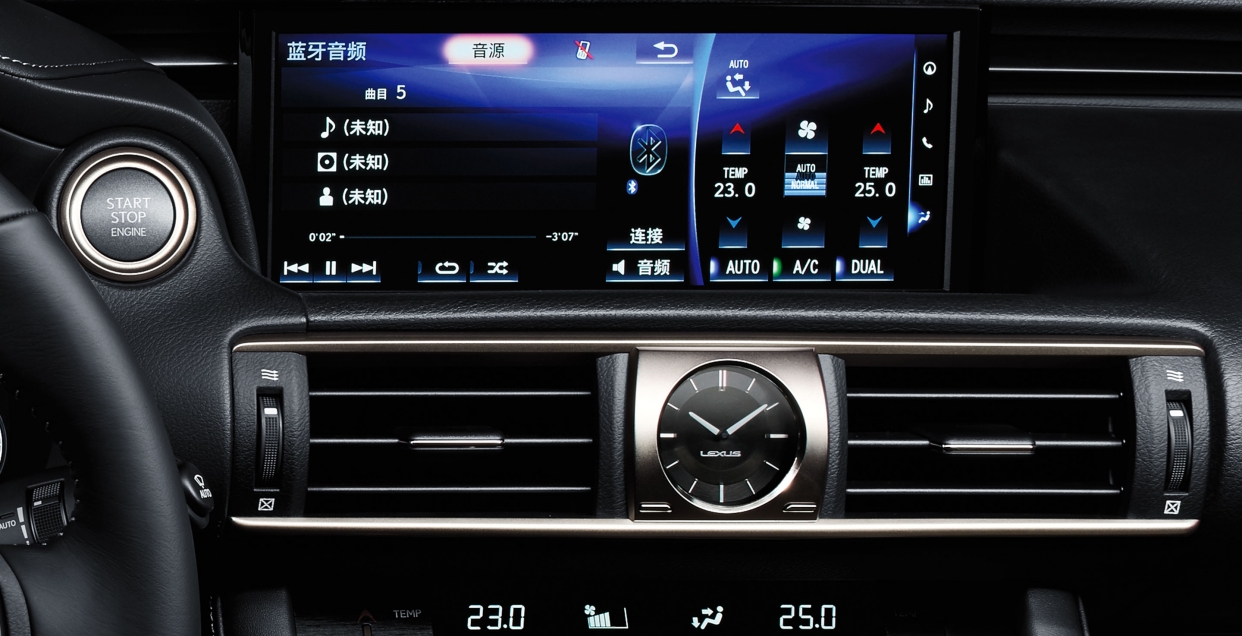 蓝牙音频
音源
曲目 5
(未知)
(未知)
(未知)
0'02"
-3'07"
连接
音频
AUTO
TEMP
23.0
AUTO
NORMAL
TEMP
25.0
AUTO
A/C
DUAL
START
STOP
ENGINE
LEXUS
AUTO
AUTO
TEMP
23.0
25.0